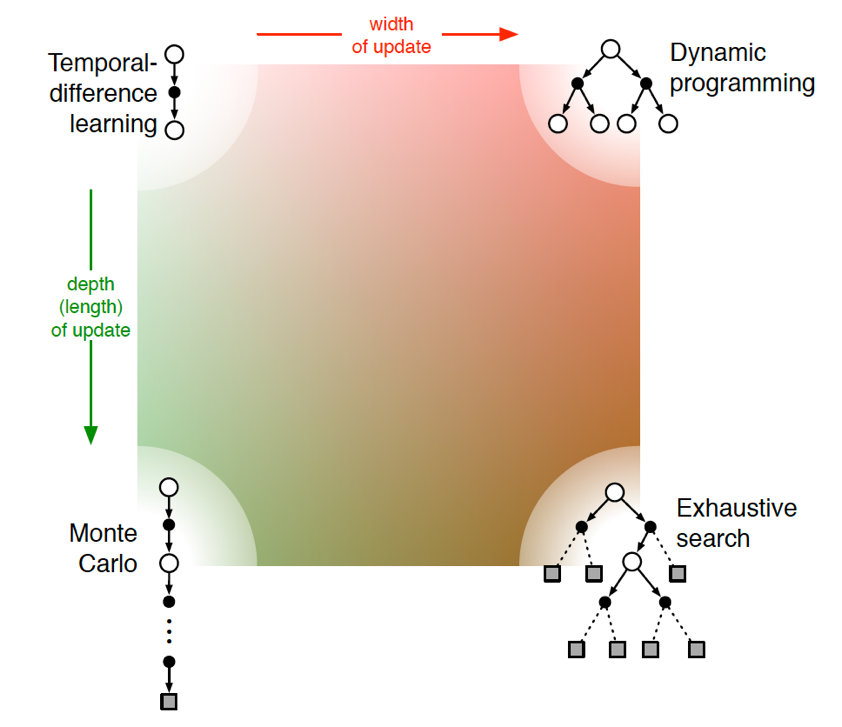 width
of update
Temporal-
difference
learning
Dynamic
programming
depth
(length)
of update
Monte
Carlo
Exhaustive
search